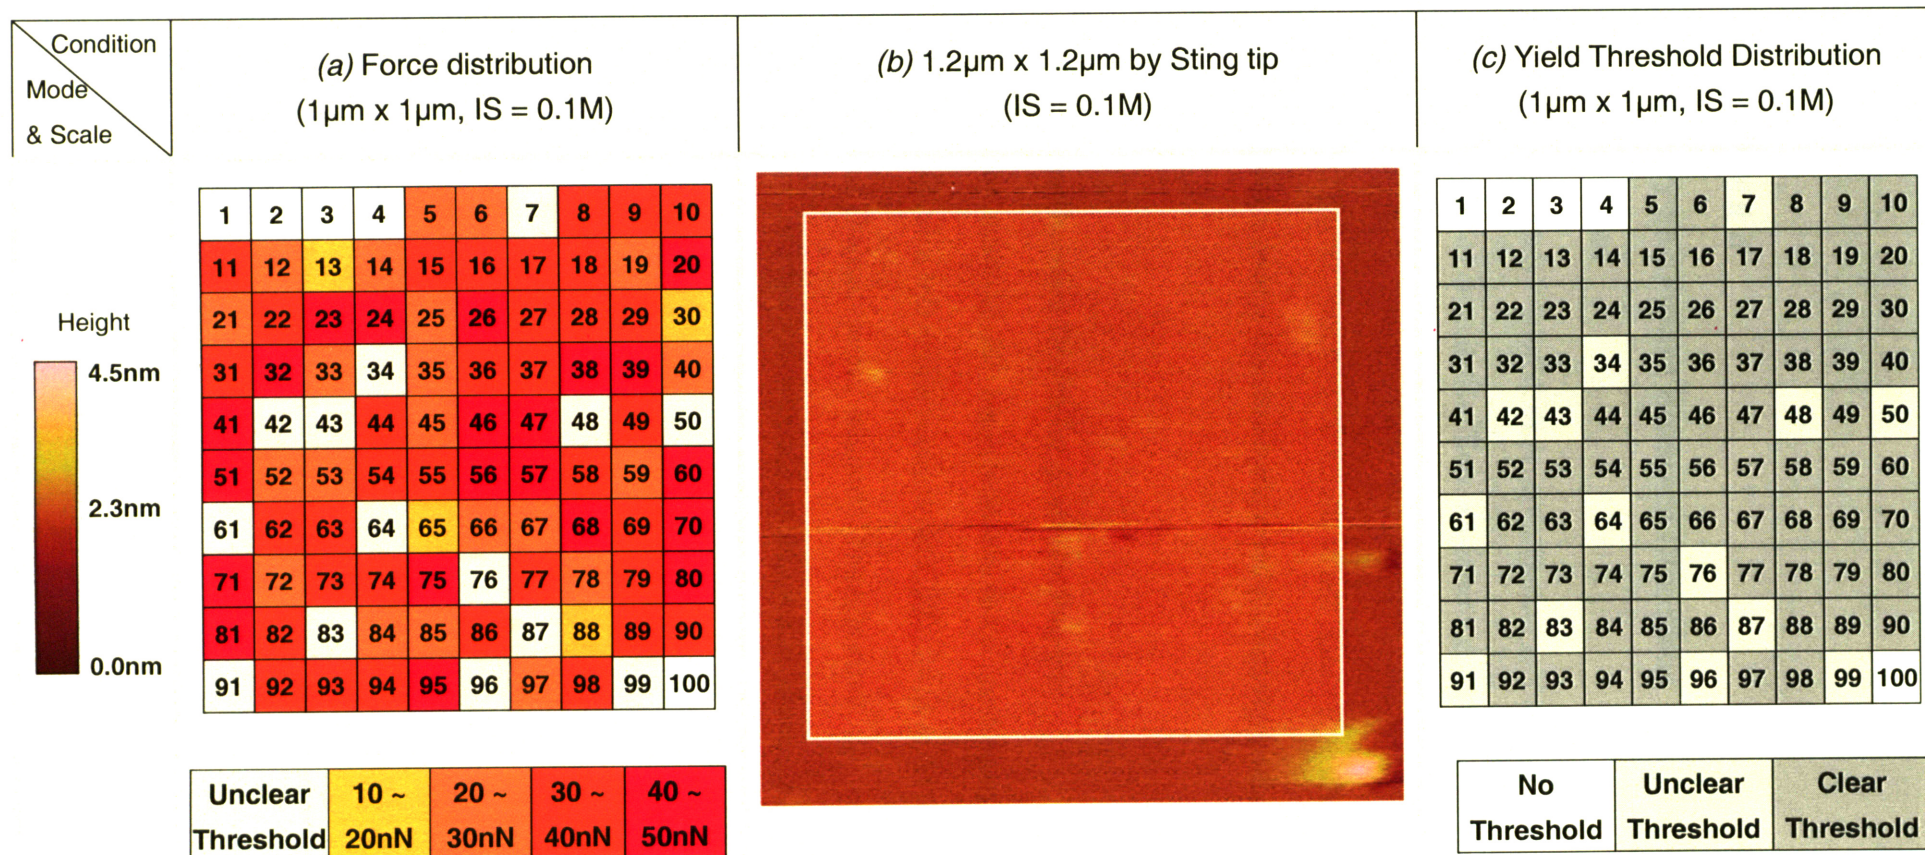 Condition
Mode
& Scale
(a) Force distribution
(1µm x 1µm, IS = 0.1M)
(b) 1.2µm x 1.2µm by Sting tip
(IS = 0.1M)
(c) Yield Threshold Distribution
(1µm x 1µm, IS = 0.1M)
Height
4.5nm
2.3nm
0.0nm
1 2 3 4 5 6 7 8 9 10
11 12 13 14 15 16 17 18 19 20
21 22 23 24 25 26 27 28 29 30
31 32 33 34 35 36 37 38 39 40
41 42 43 44 45 46 47 48 49 50
51 52 53 54 55 56 57 58 59 60
61 62 63 64 65 66 67 68 69 70
71 72 73 74 75 76 77 78 79 80
81 82 83 84 85 86 87 88 89 90
91 92 93 94 95 96 97 98 99 100
Unclear Threshold
10 ~ 20nN
20 ~ 30nN
30 ~ 40nN
40 ~ 50nN
1 2 3 4 5 6 7 8 9 10
11 12 13 14 15 16 17 18 19 20
21 22 23 24 25 26 27 28 29 30
31 32 33 34 35 36 37 38 39 40
41 42 43 44 45 46 47 48 49 50
51 52 53 54 55 56 57 58 59 60
61 62 63 64 65 66 67 68 69 70
71 72 73 74 75 76 77 78 79 80
81 82 83 84 85 86 87 88 89 90
91 92 93 94 95 96 97 98 99 100
No Threshold
Unclear Threshold
Clear Threshold